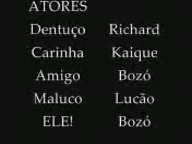 ATORES
Dentuço Richard
Carinha Kaique
Amigo Bozó
Maluco Lucão
ELE! Bozó